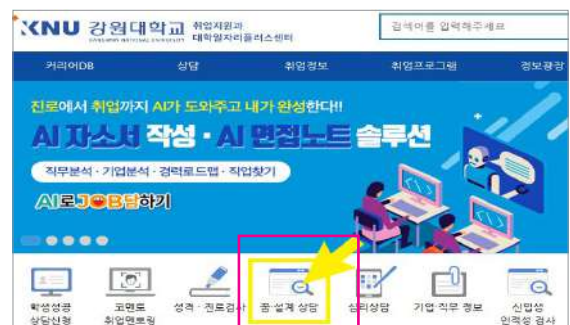 KNU 강원대학교 취업지원과
KANGWON NATIONAL UNIVERSITY 대학일자리플러스센터
검색어를 입력해주세요
커리어DB 상담 취업정보 취업프로그램 정보광장
진로에서 취업까지 AI가 도와주고 내가 완성한다!!
AI 자소서 작성 · AI 면접노트 솔루션
직무분석 · 기업분석 · 경력로드맵 · 직업찾기
AI로 JOB담하기
학생성공 상담신청
코멘토 취업멘토링
성격 · 진로검사
꿈·설계 상담
심리상담
기업·직무 정보
신입생 인적성 검사